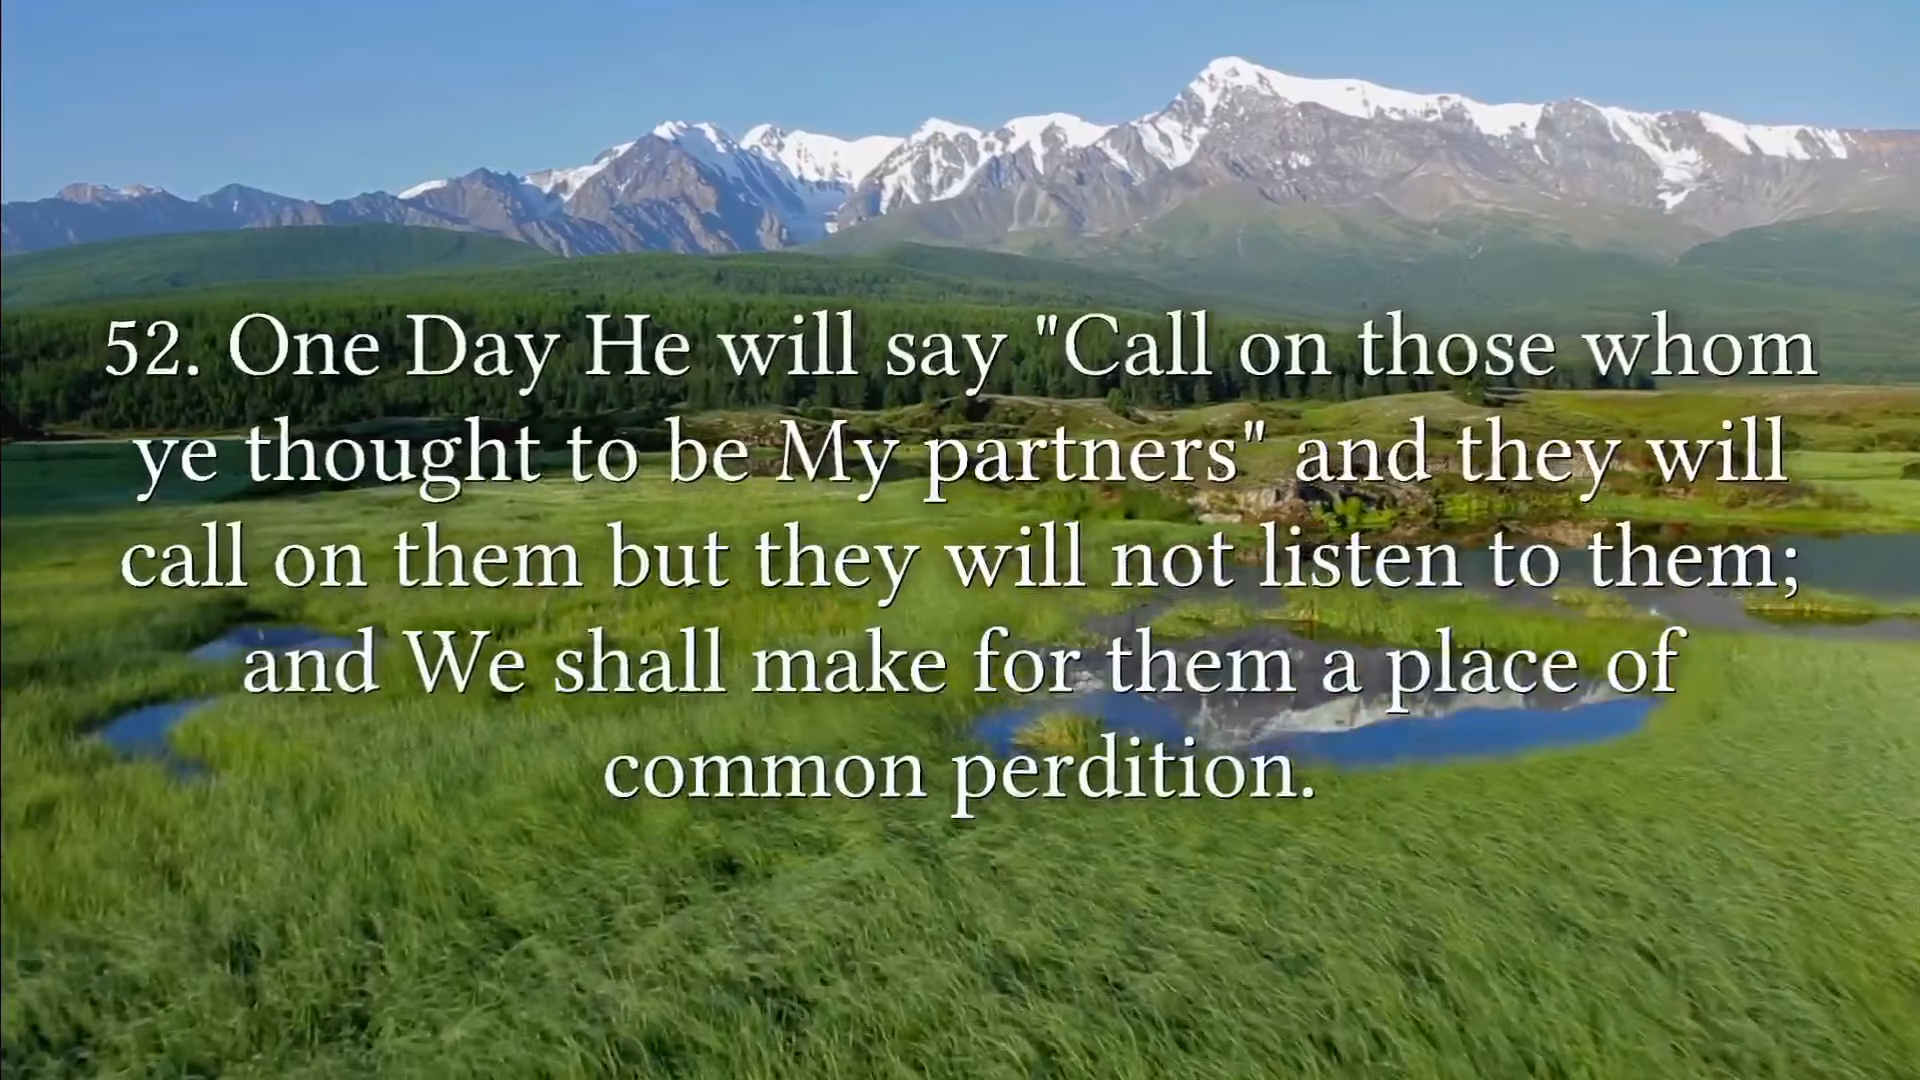 52. One Day He will say "Call on those whom
ye thought to be My partners" and they will
call on them but they will not listen to them;
and We shall make for them a place of
common perdition.